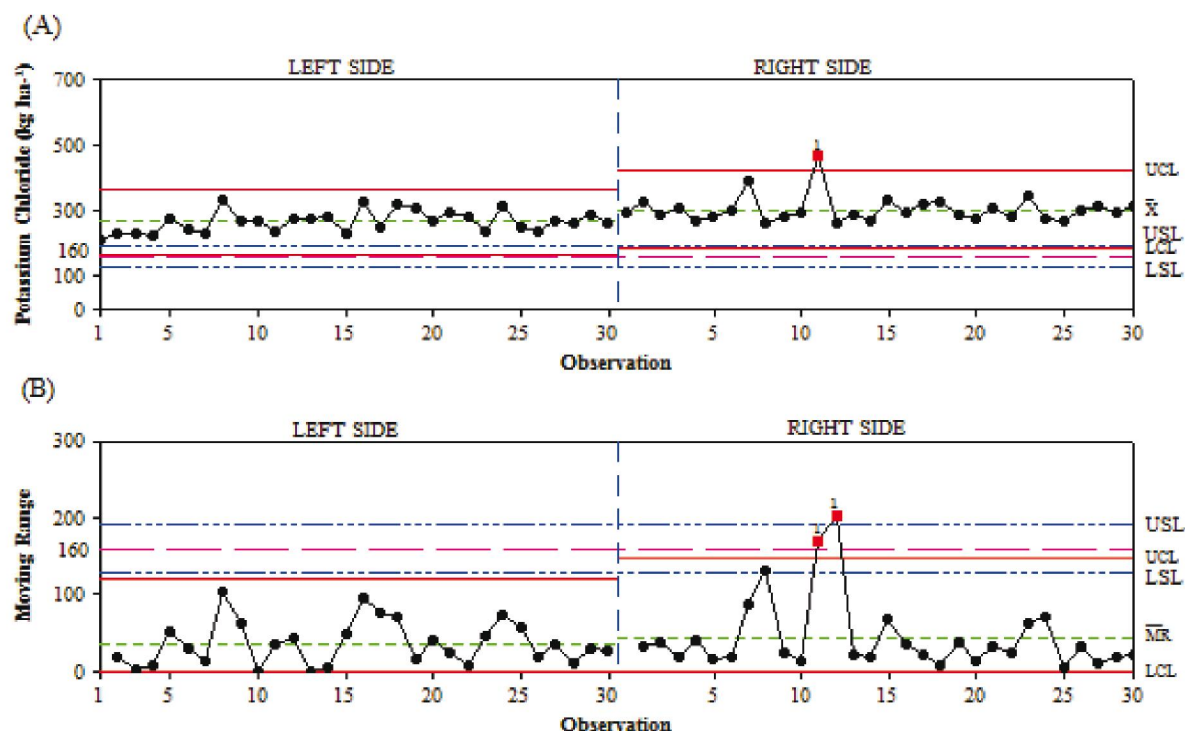 (A)
LEFT SIDE
RIGHT SIDE
Potassium Chloride (kg ha⁻¹)
700
500
300
160
100
0
1
UCL
X̄
USL
LCL
LSL
1 5 10 15 20 25 30 5 10 15 20 25 30
Observation
(B)
LEFT SIDE
RIGHT SIDE
Moving Range
300
200
160
100
0
1
1
USL
UCL
LSL
M̅R̅
LCL
1 5 10 15 20 25 30 5 10 15 20 25 30
Observation